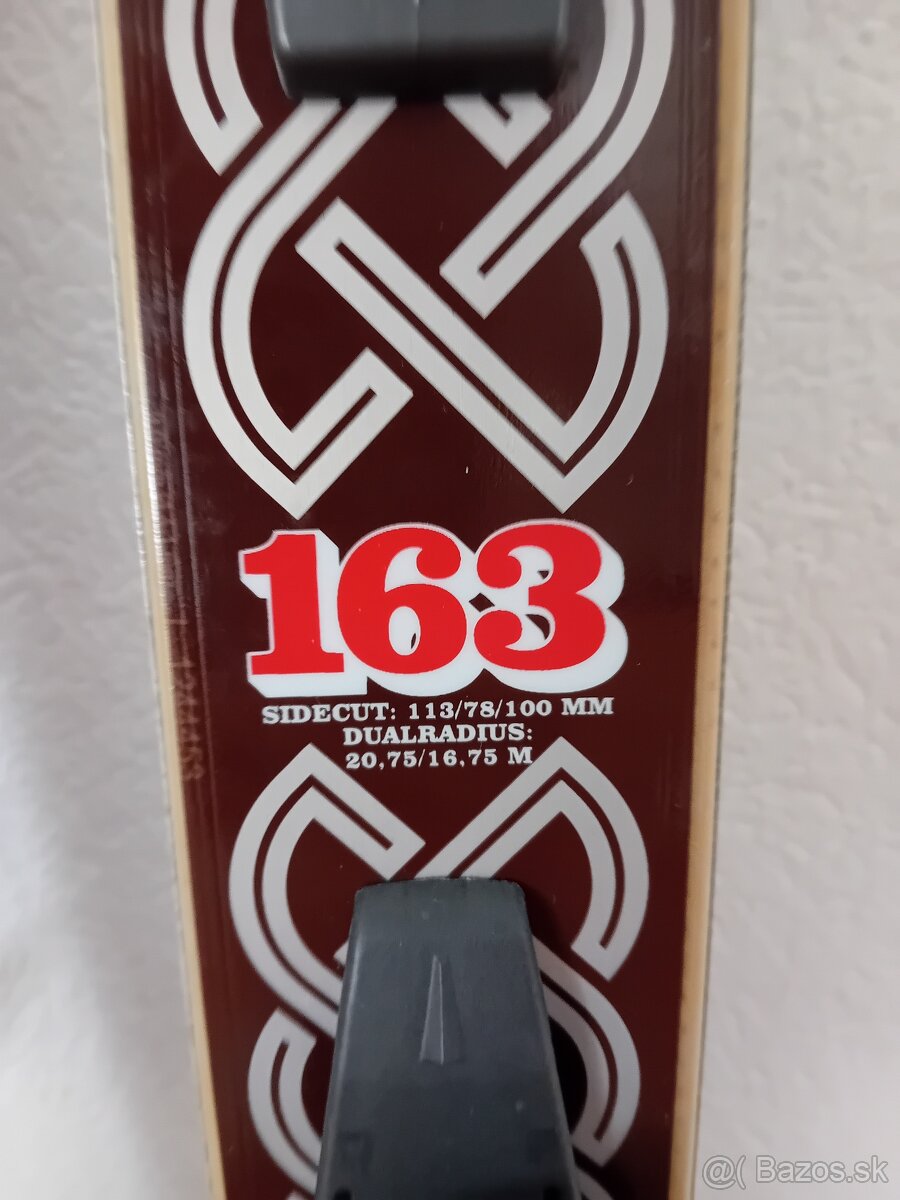 163
SIDECUT: 113/78/100 MM
DUALRADIUS:
20,75/16,75 M
@( Bazos.sk